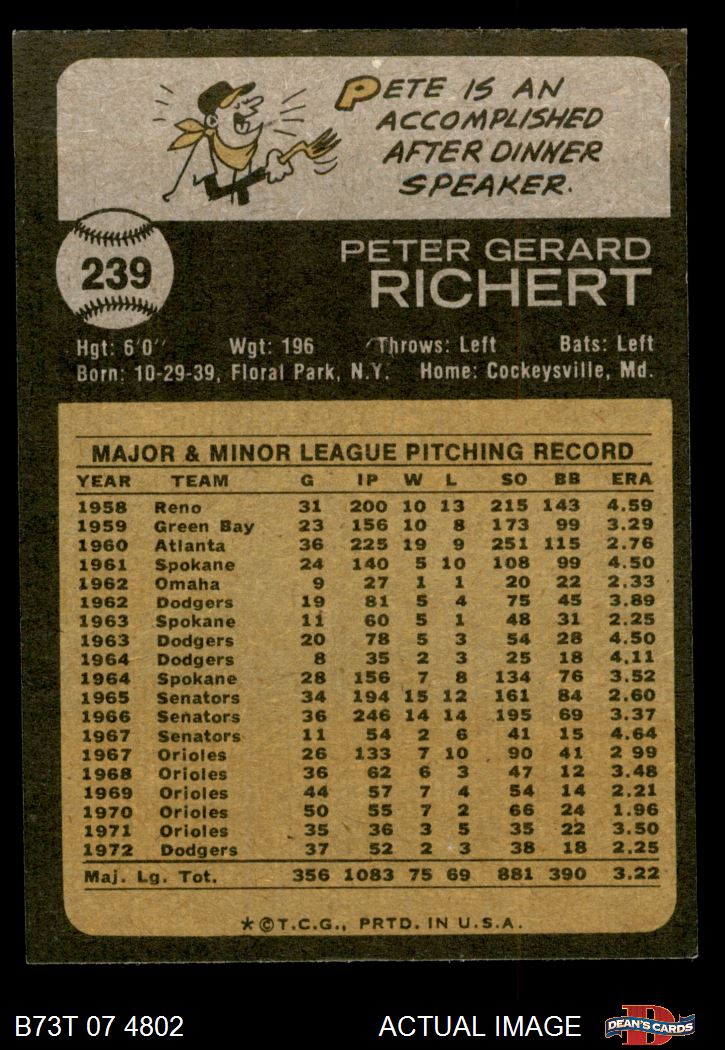 PETE IS AN
ACCOMPLISHED
AFTER DINNER
SPEAKER.
239
PETER GERARD
RICHERT
Hgt: 6'0" Wgt: 196 Throws: Left Bats: Left
Born: 10-29-39, Floral Park, N.Y. Home: Cockeysville, Md.
MAJOR & MINOR LEAGUE PITCHING RECORD
YEAR TEAM G IP W L SO BB ERA
1958 Reno 31 200 10 13 215 143 4.59
1959 Green Bay 23 156 10 8 173 99 3.29
1960 Atlanta 36 225 19 9 251 115 2.76
1961 Spokane 24 140 5 10 108 99 4.50
1962 Omaha 9 27 1 1 20 22 2.33
1962 Dodgers 19 81 5 4 75 45 3.89
1963 Spokane 11 60 5 1 48 31 2.25
1963 Dodgers 20 78 5 3 54 28 4.50
1964 Dodgers 8 35 2 3 25 18 4.11
1964 Spokane 28 156 7 8 134 76 3.52
1965 Senators 34 194 15 12 161 84 2.60
1966 Senators 36 246 14 14 195 69 3.37
1967 Senators 11 54 2 6 41 15 4.64
1967 Orioles 26 133 7 10 90 41 2 99
1968 Orioles 36 62 6 3 47 12 3.48
1969 Orioles 44 57 7 4 54 14 2.21
1970 Orioles 50 55 7 2 66 24 1.96
1971 Orioles 35 36 3 5 35 22 3.50
1972 Dodgers 37 52 2 3 38 18 2.25
Maj. Lg. Tot. 356 1083 75 69 881 390 3.22
*©T.C.G., PRTD. IN U.S.A.
B73T 07 4802 ACTUAL IMAGE
DEAN'S CARDS